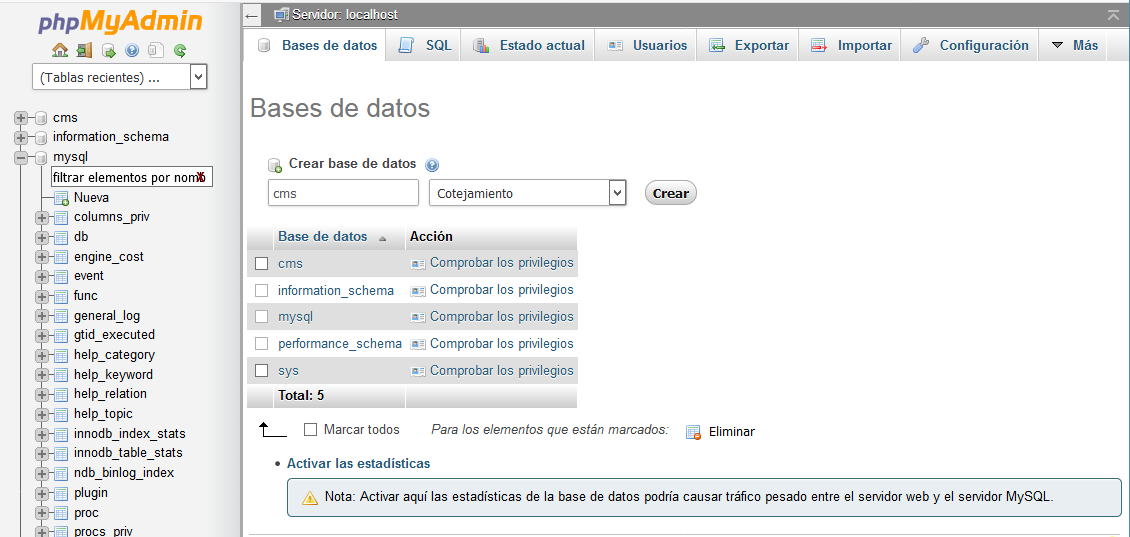 phpMyAdmin
(Tablas recientes) ...
cms
information_schema
mysql
filtrar elementos por nomb X
Nueva
columns_priv
db
engine_cost
event
func
general_log
gtid_executed
help_category
help_keyword
help_relation
help_topic
innodb_index_stats
innodb_table_stats
ndb_binlog_index
plugin
proc
procs_priv
Servidor: localhost
Bases de datos SQL Estado actual Usuarios Exportar Importar Configuración Más
Bases de datos
Crear base de datos
cms Cotejamiento Crear
Base de datos Acción
cms Comprobar los privilegios
information_schema Comprobar los privilegios
mysql Comprobar los privilegios
performance_schema Comprobar los privilegios
sys Comprobar los privilegios
Total: 5
Marcar todos Para los elementos que están marcados: Eliminar
Activar las estadísticas
Nota: Activar aquí las estadísticas de la base de datos podría causar tráfico pesado entre el servidor web y el servidor MySQL.